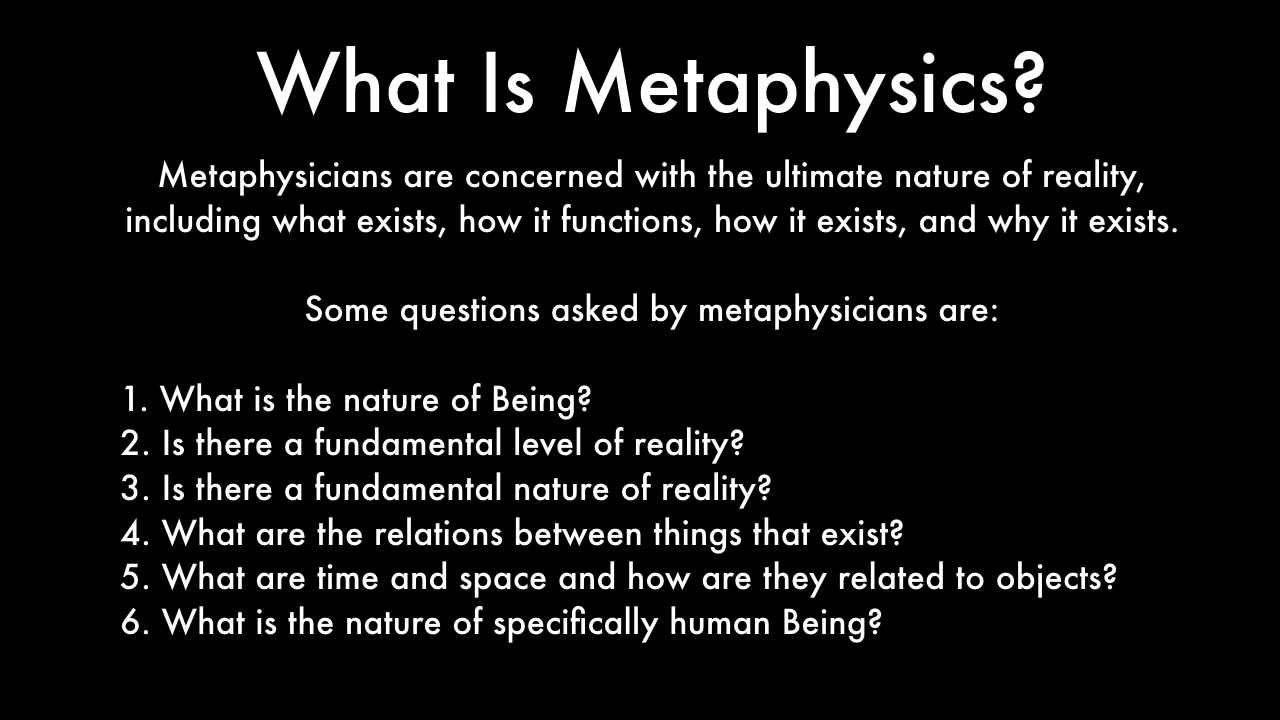 What Is Metaphysics?
Metaphysicians are concerned with the ultimate nature of reality,
including what exists, how it functions, how it exists, and why it exists.
Some questions asked by metaphysicians are:
1. What is the nature of Being?
2. Is there a fundamental level of reality?
3. Is there a fundamental nature of reality?
4. What are the relations between things that exist?
5. What are time and space and how are they related to objects?
6. What is the nature of specifically human Being?